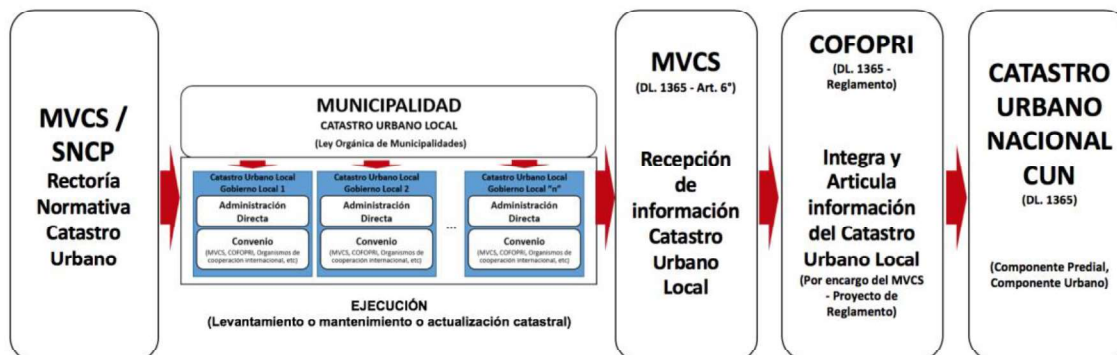 MVCS /
SNCP
Rectoría
Normativa
Catastro
Urbano
MUNICIPALIDAD
CATASTRO URBANO LOCAL
(Ley Orgánica de Municipalidades)
Catastro Urbano Local
Gobierno Local 1
Administración
Directa
Convenio
(MVCS, COFOPRI, Organismos de
cooperación internacional, etc)
Catastro Urbano Local
Gobierno Local 2
Administración
Directa
Convenio
(MVCS, COFOPRI, Organismos de
cooperación internacional, etc)
...
Catastro Urbano Local
Gobierno Local "n"
Administración
Directa
Convenio
(MVCS, COFOPRI, Organismos de
cooperación internacional, etc)
EJECUCIÓN
(Levantamiento o mantenimiento o actualización catastral)
MVCS
(DL. 1365 - Art. 6°)
Recepción
de
información
Catastro
Urbano
Local
COFOPRI
(DL. 1365 -
Reglamento)
Integra y
Articula
información
del Catastro
Urbano Local
(Por encargo del MVCS
- Proyecto de
Reglamento)
CATASTRO
URBANO
NACIONAL
CUN
(DL. 1365)
(Componente Predial,
Componente Urbano)